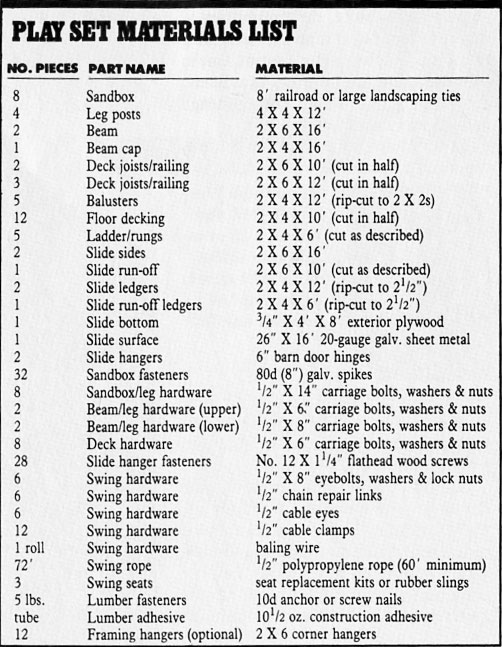 PLAY SET MATERIALS LIST
NO. PIECES PART NAME MATERIAL
8 Sandbox 8' railroad or large landscaping ties
4 Leg posts 4 X 4 X 12'
2 Beam 2 X 6 X 16'
1 Beam cap 2 X 4 X 16'
2 Deck joists/railing 2 X 6 X 10' (cut in half)
3 Deck joists/railing 2 X 6 X 12' (cut in half)
5 Balusters 2 X 4 X 12' (rip-cut to 2 X 2s)
12 Floor decking 2 X 4 X 10' (cut in half)
5 Ladder/rungs 2 X 4 X 6' (cut as described)
2 Slide sides 2 X 6 X 16'
1 Slide run-off 2 X 6 X 10' (cut as described)
2 Slide ledgers 2 X 4 X 12' (rip-cut to 2 1/2")
1 Slide run-off ledgers 2 X 4 X 6' (rip-cut to 2 1/2")
1 Slide bottom 3/4" X 4' X 8' exterior plywood
1 Slide surface 26" X 16' 20-gauge galv. sheet metal
2 Slide hangers 6" barn door hinges
32 Sandbox fasteners 80d (8") galv. spikes
8 Sandbox/leg hardware 1/2" X 14" carriage bolts, washers & nuts
2 Beam/leg hardware (upper) 1/2" X 6" carriage bolts, washers & nuts
2 Beam/leg hardware (lower) 1/2" X 8" carriage bolts, washers & nuts
8 Deck hardware 1/2" X 6" carriage bolts, washers & nuts
28 Slide hanger fasteners No. 12 X 1 1/4" flathead wood screws
6 Swing hardware 1/2" X 8" eyebolts, washers & lock nuts
6 Swing hardware 1/2" chain repair links
6 Swing hardware 1/2" cable eyes
12 Swing hardware 1/2" cable clamps
1 roll Swing hardware baling wire
72' Swing rope 1/2" polypropylene rope (60' minimum)
3 Swing seats seat replacement kits or rubber slings
5 lbs. Lumber fasteners 10d anchor or screw nails
tube Lumber adhesive 10 1/2 oz. construction adhesive
12 Framing hangers (optional) 2 X 6 corner hangers